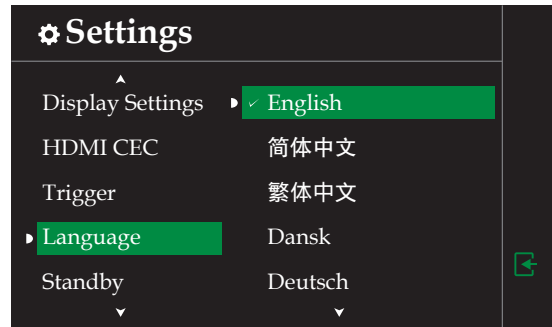 Settings
Display Settings
HDMI CEC
Trigger
Language
Standby
English
简体中文
繁体中文
Dansk
Deutsch